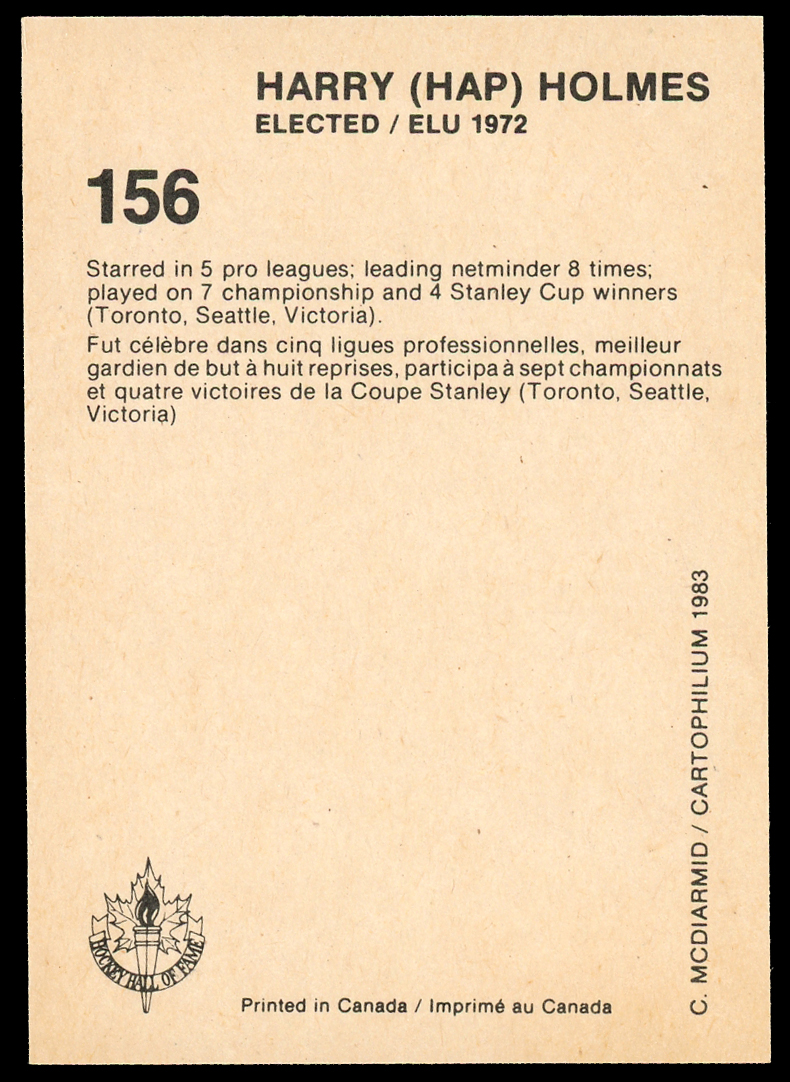 HARRY (HAP) HOLMES
ELECTED / ELU 1972
156
Starred in 5 pro leagues; leading netminder 8 times;
played on 7 championship and 4 Stanley Cup winners
(Toronto, Seattle, Victoria).
Fut célèbre dans cinq ligues professionnelles, meilleur
gardien de but à huit reprises, participa à sept championnats
et quatre victoires de la Coupe Stanley (Toronto, Seattle,
Victoria)
C. MCDIARMID / CARTOPHILIUM 1983
HOCKEY HALL OF FAME
Printed in Canada / Imprimé au Canada